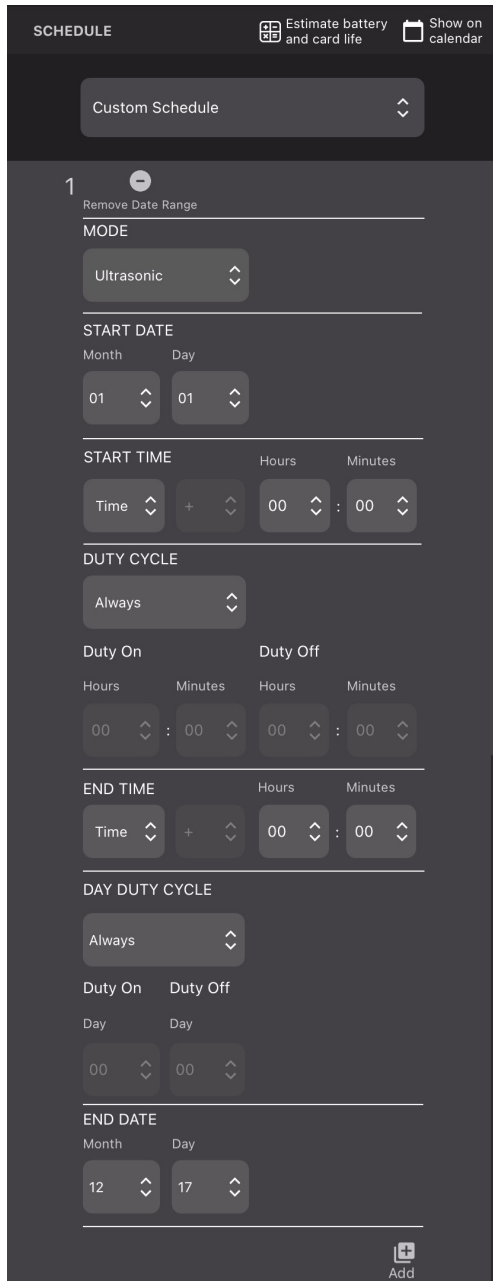 SCHEDULE
Estimate battery
and card life
Show on
calendar
Custom Schedule
1
Remove Date Range
MODE
Ultrasonic
START DATE
Month Day
01 01
START TIME Hours Minutes
Time + 00 : 00
DUTY CYCLE
Always
Duty On Duty Off
Hours Minutes Hours Minutes
00 : 00 00 : 00
END TIME Hours Minutes
Time + 00 : 00
DAY DUTY CYCLE
Always
Duty On Duty Off
Day Day
00 00
END DATE
Month Day
12 17
Add